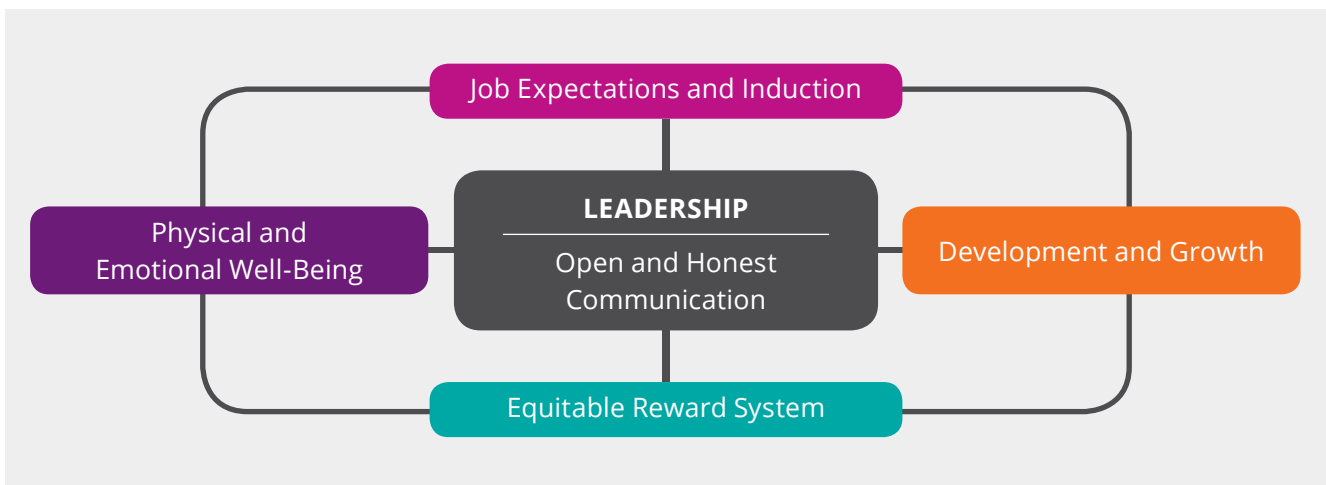 Job Expectations and Induction
Physical and
Emotional Well-Being
LEADERSHIP
Open and Honest
Communication
Development and Growth
Equitable Reward System